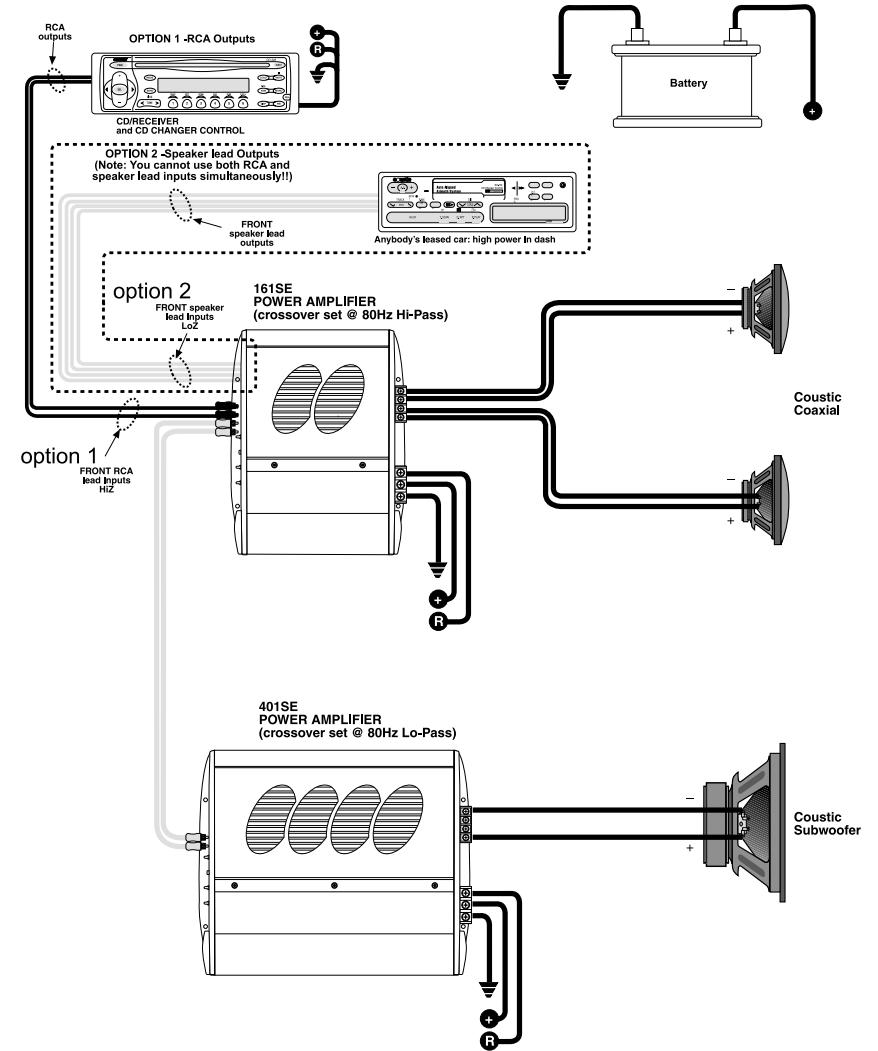 RCA
outputs
OPTION 1 -RCA Outputs
+
R
Battery
+
CD/RECEIVER
and CD CHANGER CONTROL
OPTION 2 -Speaker lead Outputs
(Note: You cannot use both RCA and
speaker lead inputs simultaneously!!)
FRONT
speaker lead
outputs
Anybody's leased car: high power in dash
option 2
FRONT speaker
lead Inputs
LoZ
161SE
POWER AMPLIFIER
(crossover set @ 80Hz Hi-Pass)
–
+
Coustic
Coaxial
option 1
FRONT RCA
lead Inputs
HiZ
–
+
+
R
401SE
POWER AMPLIFIER
(crossover set @ 80Hz Lo-Pass)
–
+
Coustic
Subwoofer
+
R